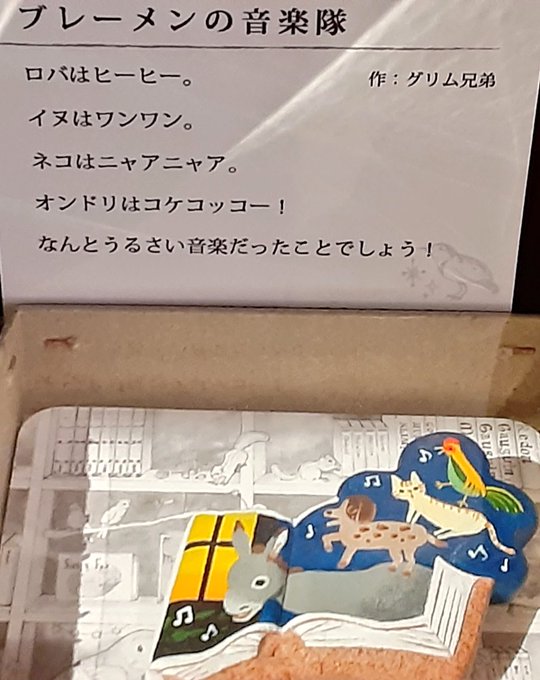 ブレーメンの音楽隊
作：グリム兄弟
ロバはヒーヒー。
イヌはワンワン。
ネコはニャアニャア。
オンドリはコケコッコー！
なんとうるさい音楽だったことでしょう！